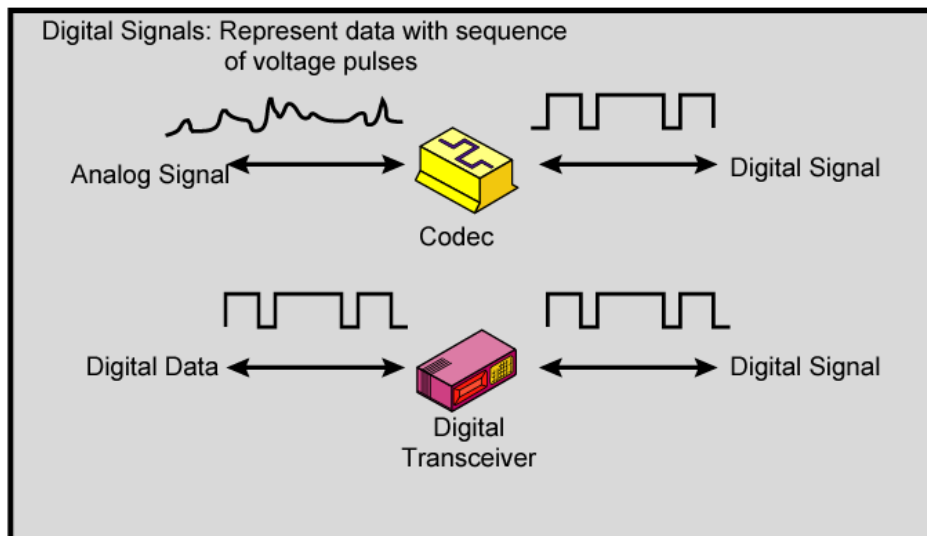 Digital Signals: Represent data with sequence
of voltage pulses
Analog Signal
Codec
Digital Signal
Digital Data
Digital
Transceiver
Digital Signal